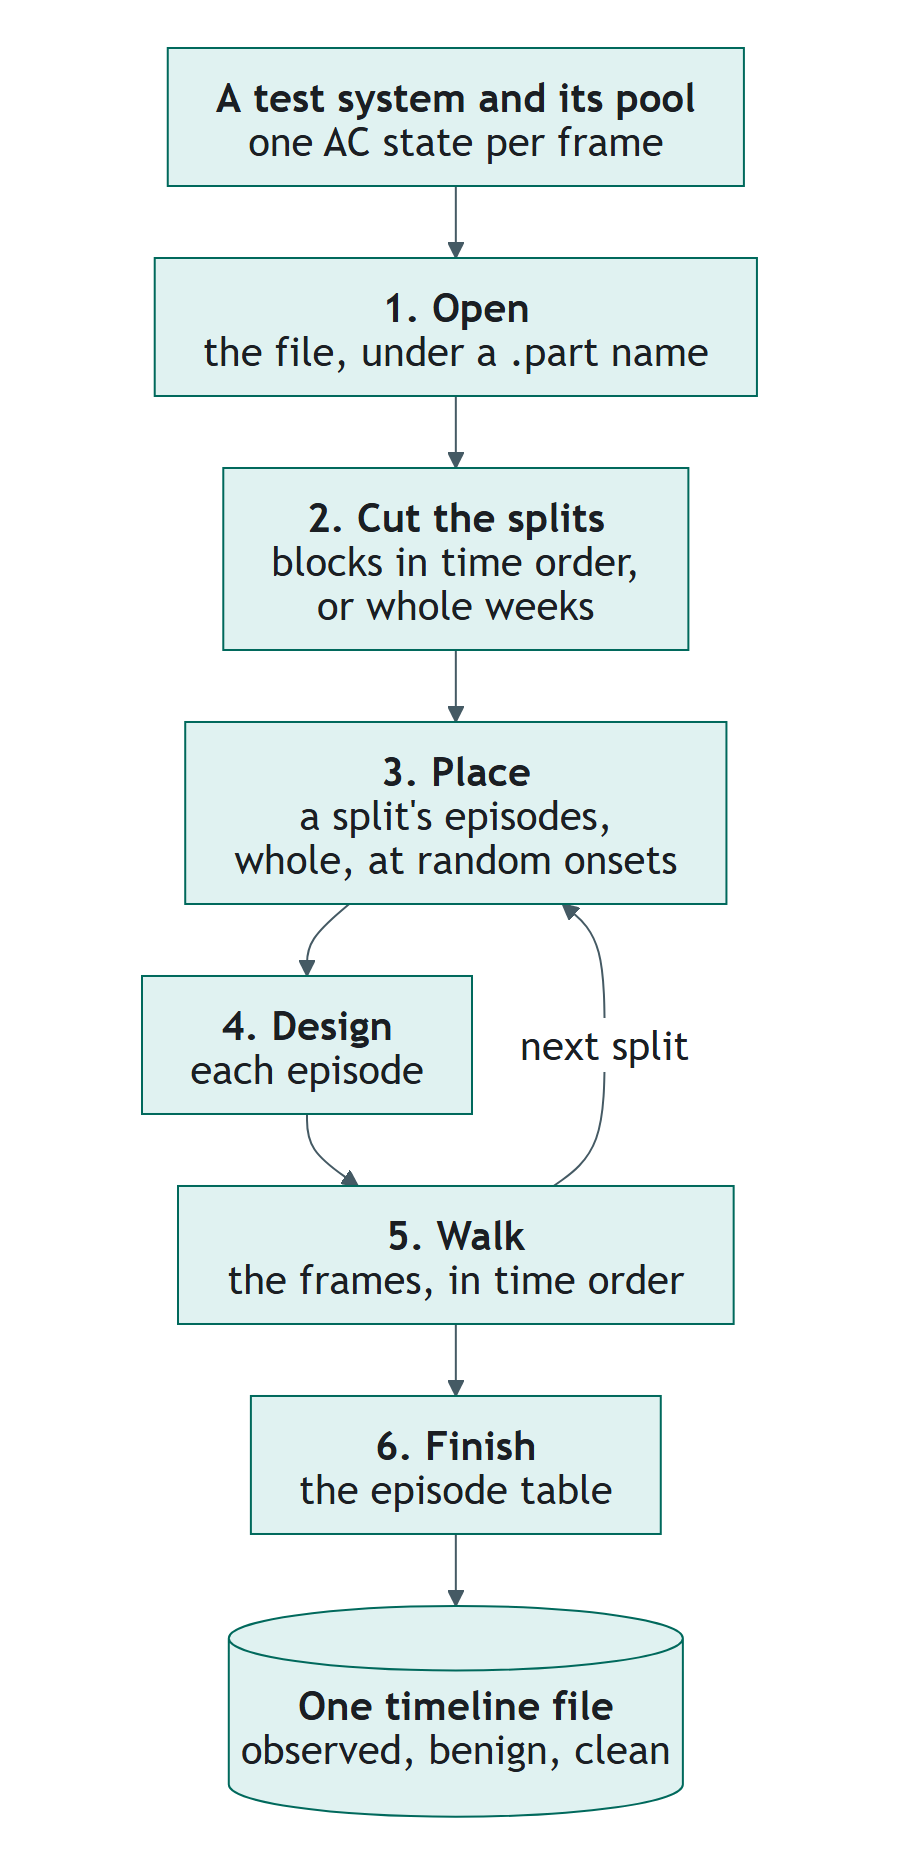 A test system and its pool
one AC state per frame
1. Open
the file, under a .part name
2. Cut the splits
blocks in time order,
or whole weeks
3. Place
a split's episodes,
whole, at random onsets
4. Design
each episode
next split
5. Walk
the frames, in time order
6. Finish
the episode table
One timeline file
observed, benign, clean